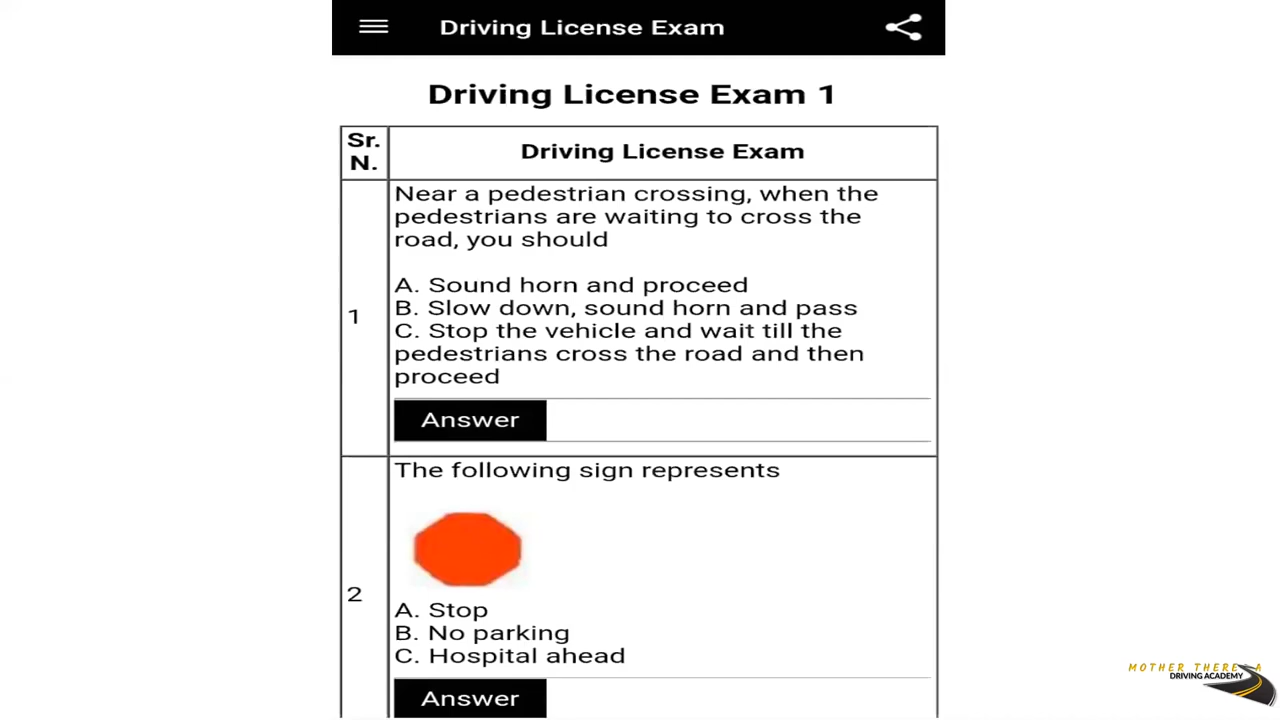 Driving License Exam
Driving License Exam 1
Sr.
N.
Driving License Exam
1
Near a pedestrian crossing, when the
pedestrians are waiting to cross the
road, you should
A. Sound horn and proceed
B. Slow down, sound horn and pass
C. Stop the vehicle and wait till the
pedestrians cross the road and then
proceed
Answer
2
The following sign represents
A. Stop
B. No parking
C. Hospital ahead
Answer
MOTHER THERE A
DRIVING ACADEMY